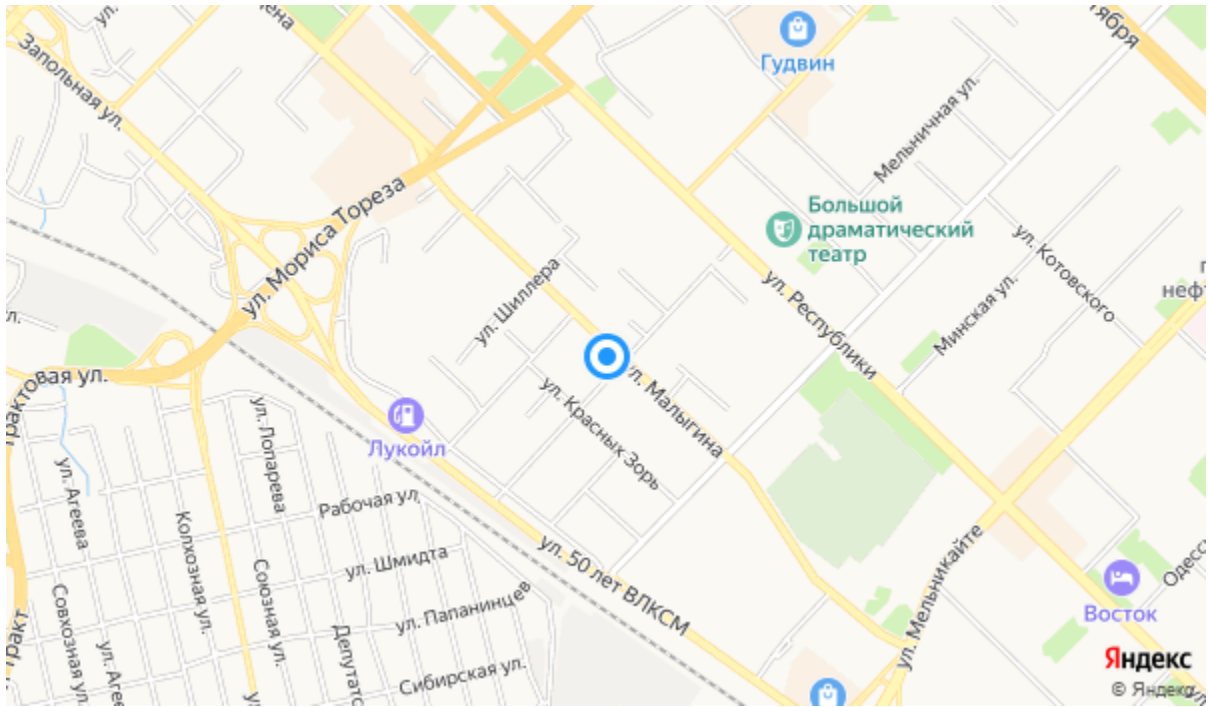 Запольная ул.
ул. Мориса Тореза
Гудвин
Мельничная ул.
Большой
драматический
театр
ул. Котовского
Минская ул.
ул. Республики
ул. Шиллера
ул. Малыгина
ул. Красных Зорь
Лукойл
ул. Лопарева
ул. Агеева
Рабочая ул.
Колхозная ул.
ул. Шмидта
Союзная ул.
Совхозная ул.
ул. Папанинцев
Сибирская ул.
ул. 50 лет ВЛКСМ
ул. Мельникайте
Восток
Яндекс
© Яндекс